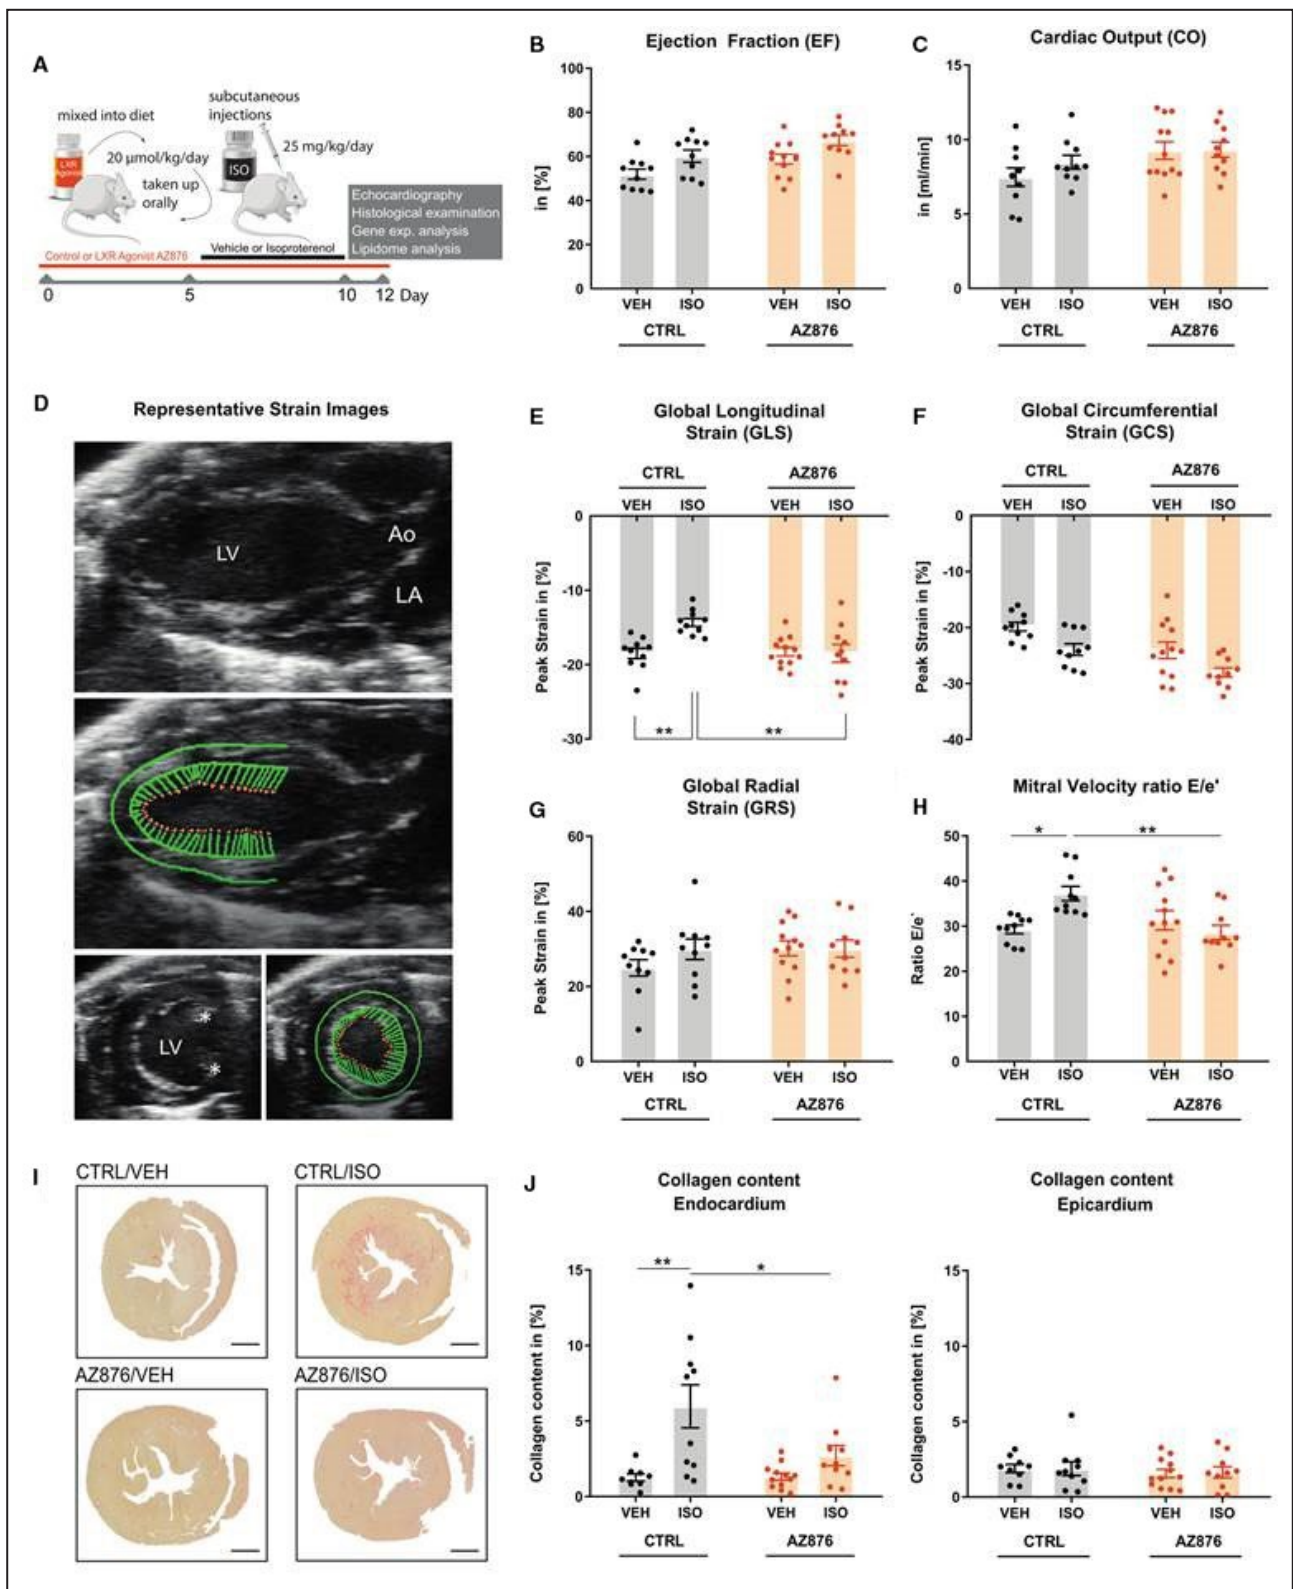 A
mixed into diet
LXR
Agonist
20 µmol/kg/day
taken up
orally
subcutaneous
injections
ISO
25 mg/kg/day
Echocardiography
Histological examination
Gene exp. analysis
Lipidome analysis
Vehicle or Isoproterenol
Control or LXR Agonist AZ876
0 5 10 12 Day
B
Ejection Fraction (EF)
in [%]
100
80
60
40
20
0
VEH ISO VEH ISO
CTRL AZ876
C
Cardiac Output (CO)
in [ml/min]
15
10
5
0
VEH ISO VEH ISO
CTRL AZ876
D
Representative Strain Images
LV
Ao
LA
LV
*
*
E
Global Longitudinal
Strain (GLS)
CTRL AZ876
VEH ISO VEH ISO
Peak Strain in [%]
0
-10
-20
-30
** **
F
Global Circumferential
Strain (GCS)
CTRL AZ876
VEH ISO VEH ISO
Peak Strain in [%]
0
-10
-20
-30
-40
G
Global Radial
Strain (GRS)
Peak Strain in [%]
60
40
20
0
VEH ISO VEH ISO
CTRL AZ876
H
Mitral Velocity ratio E/e'
* **
Ratio E/e'
50
40
30
20
10
0
VEH ISO VEH ISO
CTRL AZ876
I
CTRL/VEH
CTRL/ISO
AZ876/VEH
AZ876/ISO
J
Collagen content
Endocardium
** *
Collagen content in [%]
15
10
5
0
VEH ISO VEH ISO
CTRL AZ876
Collagen content
Epicardium
Collagen content in [%]
15
10
5
0
VEH ISO VEH ISO
CTRL AZ876